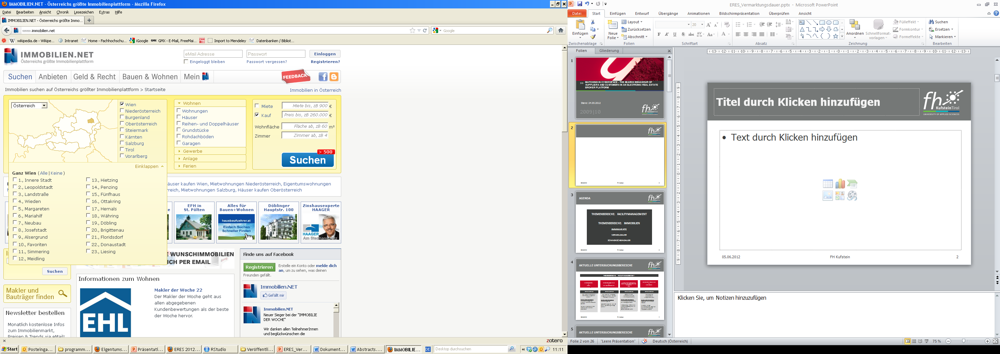 IMMOBILIEN.NET - Österreichs größte Immobilienplattform - Mozilla Firefox
Datei Bearbeiten Ansicht Chronik Lesezeichen Extras Hilfe
IMMOBILIEN.NET - Österreichs größte Immo...
www.immobilien.net
Google
wikipedia.de - Wikipe... Intranet Home - Fachhochschu... iGoogle GMX - E-Mail, FreeMai... Import to Mendeley Datenbanken / Bibliot...
IMMOBILIEN.NET
Österreichs größte Immobilienplattform
eMail Adresse Passwort Einloggen
Eingeloggt bleiben Passwort vergessen? Registrieren?
Suchen Anbieten Geld & Recht Bauen & Wohnen Mein
FEEDBACK
Immobilien suchen auf Österreichs größter Immobilienplattform > Startseite
Immobilien in Österreich
Österreich
Wien
Niederösterreich
Burgenland
Oberösterreich
Steiermark
Kärnten
Salzburg
Tirol
Vorarlberg
Wohnen
Wohnungen
Häuser
Reihen- und Doppelhäuser
Grundstücke
Rohdachböden
Garagen
Gewerbe
Anlage
Ferien
Miete Miete bis, zB 900 €
Kauf Preis bis, zB 260.000 €
Wohnfläche Fläche ab, zB 60 m²
Zimmer Zimmer ab, zB 4
> 500
Suchen
Einklappen
Ganz Wien (Alle|Keine)
1., Innere Stadt
2., Leopoldstadt
3., Landstraße
4., Wieden
5., Margareten
6., Mariahilf
7., Neubau
8., Josefstadt
9., Alsergrund
10., Favoriten
11., Simmering
12., Meidling
13., Hietzing
14., Penzing
15., Fünfhaus
16., Ottakring
17., Hernals
18., Währing
19., Döbling
20., Brigittenau
21., Floridsdorf
22., Donaustadt
23., Liesing
äuser kaufen Wien, Mietwohnungen Niederösterreich, Eigentumswohnungen
rreich, Mietwohnungen Salzburg, Häuser kaufen Oberösterreich
EFH in
St. Pölten
Alles für
Bauen+Wohnen
hausbaufuehrer.at
Einfach Suchen
Schneller Finden
Döblinger
Hauptstr. 100
Zinshausexperte
HAAGER
HAAGER
Am Stephansplatz
WUNSCHIMMOBILIEN
ICH PER EMAIL
Suchen
Makler und
Bauträger finden
Newsletter bestellen
Monatlich kostenlose Infos
zum Immobilienmarkt,
Preisen & Trends via eMail!
Informationen zum Wohnen
EHL
Makler der Woche 22
Der Makler der Woche geht aus
allen abgegebenen
Kundenbewertungen als der beste
der Woche hervor.
Finde uns auf Facebook
Registrieren Erstelle ein Konto oder melde dich
an, um zu sehen, was deinen
Freunden gefällt.
Immobilien.NET
Gefällt mir
Immobilien.NET
Neuer Sieger bei der "IMMOBILIE
DER WOCHE"
Wir danken allen TeilnehmerInnen
und beglückwünschen die
zotero
Start Posteinga... programm... Eigentums... Präsentati... ERES 2012... RStudio Veröffentli... ERES_Ver... Dokument... Abstracts.... IMMOBILIE... DE Desktop durchsuchen 11:11
ERES_Vermarktungsdauer.pptx - Microsoft PowerPoint
Datei Start Einfügen Entwurf Übergänge Animationen Bildschirmpräsentation Überprüfen Ansicht
Einfügen
Zwischenablage
Neue
Folie
Layout
Zurücksetzen
Abschnitt
Folien
20
F K U S abc AV Aa A
Schriftart
Absatz
Anordnen
Schnellformat-
vorlagen
Fülleffekt
Formkontur
Formeffekte
Zeichnung
Suchen
Ersetzen
Markieren
Bearbeiten
Folien Gliederung
1
>> MATCHING IN CYBERSPACE - THE SEARCH BEHAVIOUR OF
SUPPLIERS AND CUSTOMERS IN AN ELECTRONIC REAL ESTATE
BROKER PLATFORM
Stand: 24.03.2012
2009|10
fh
2
3
AGENDA
THEMENBEREICHE: FACILITYMANAGEMENT
THEMENBEREICHE: IMMOBILIEN
IMMMARATE
VERWEILDAUER
SONNENSCHEINDAUER
4
AKTUELLE UNTERSUCHUNGSBEREICHE
5
AKTUELLE UNTERSUCHUNGSBEREICHE
Titel durch Klicken hinzufügen
fh
KufsteinTirol
UNIVERSITY OF APPLIED SCIENCES
Text durch Klicken hinzufügen
05.06.2012 FH Kufstein 2
Klicken Sie, um Notizen hinzuzufügen
Folie 2 von 26 "Leere Präsentation" Deutsch (Österreich) 75 %